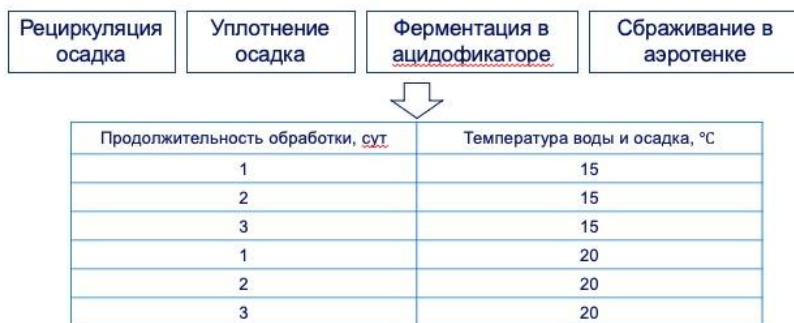 Рециркуляция
осадка
Уплотнение
осадка
Ферментация в
ацидофикаторе
Сбраживание в
аэротенке
Продолжительность обработки, сут Температура воды и осадка, °C
1 15
2 15
3 15
1 20
2 20
3 20